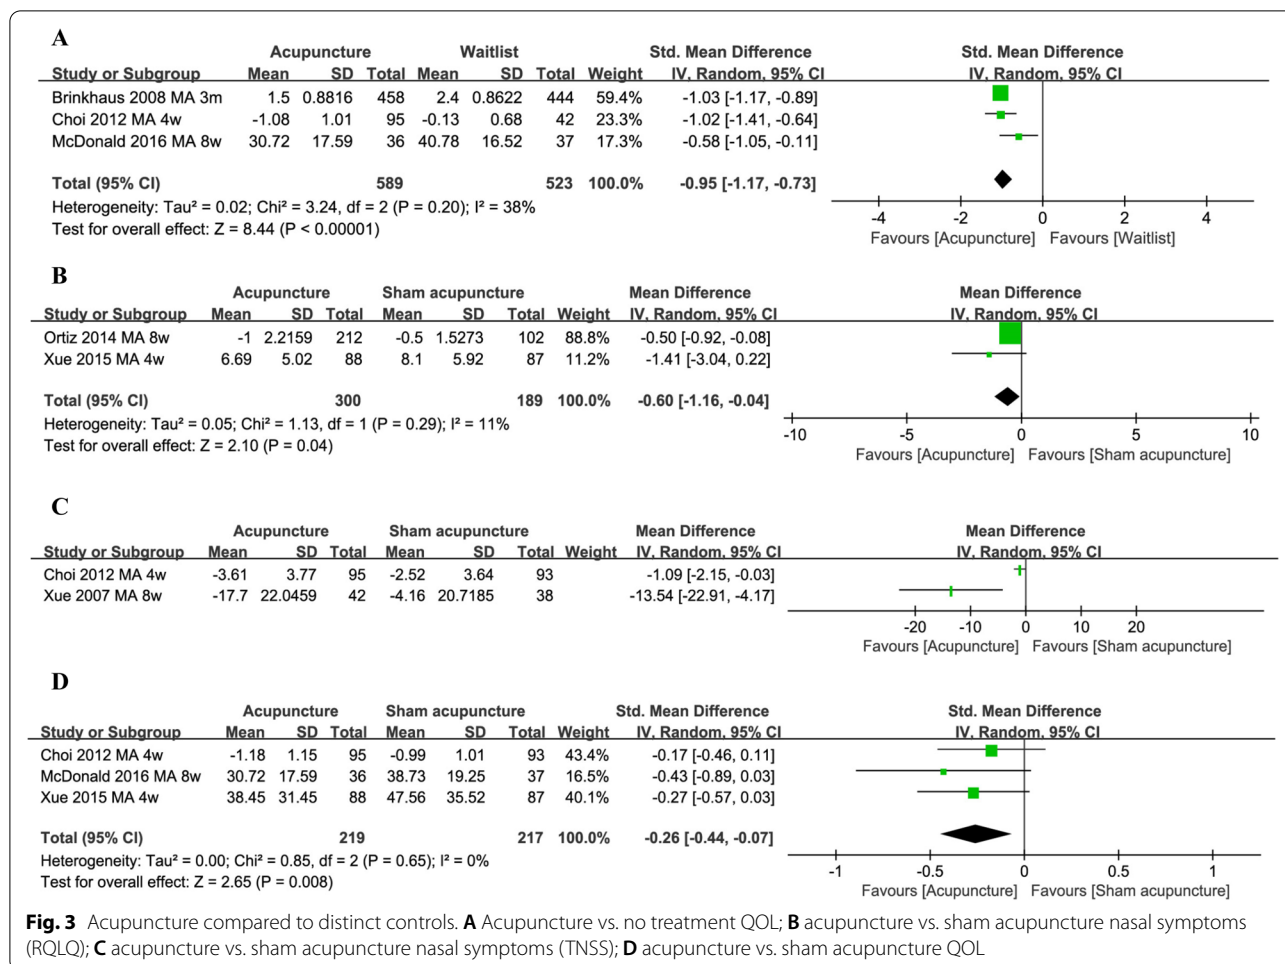 A
Acupuncture Waitlist Std. Mean Difference Std. Mean Difference
Study or Subgroup Mean SD Total Mean SD Total Weight IV, Random, 95% CI IV, Random, 95% CI
Brinkhaus 2008 MA 3m 1.5 0.8816 458 2.4 0.8622 444 59.4% -1.03 [-1.17, -0.89]
Choi 2012 MA 4w -1.08 1.01 95 -0.13 0.68 42 23.3% -1.02 [-1.41, -0.64]
McDonald 2016 MA 8w 30.72 17.59 36 40.78 16.52 37 17.3% -0.58 [-1.05, -0.11]
Total (95% CI) 589 523 100.0% -0.95 [-1.17, -0.73]
Heterogeneity: Tau² = 0.02; Chi² = 3.24, df = 2 (P = 0.20); I² = 38%
Test for overall effect: Z = 8.44 (P < 0.00001)
-4 -2 0 2 4
Favours [Acupuncture] Favours [Waitlist]
B
Acupuncture Sham acupuncture Mean Difference Mean Difference
Study or Subgroup Mean SD Total Mean SD Total Weight IV, Random, 95% CI IV, Random, 95% CI
Ortiz 2014 MA 8w -1 2.2159 212 -0.5 1.5273 102 88.8% -0.50 [-0.92, -0.08]
Xue 2015 MA 4w 6.69 5.02 88 8.1 5.92 87 11.2% -1.41 [-3.04, 0.22]
Total (95% CI) 300 189 100.0% -0.60 [-1.16, -0.04]
Heterogeneity: Tau² = 0.05; Chi² = 1.13, df = 1 (P = 0.29); I² = 11%
Test for overall effect: Z = 2.10 (P = 0.04)
-10 -5 0 5 10
Favours [Acupuncture] Favours [Sham acupuncture]
C
Acupuncture Sham acupuncture Mean Difference Mean Difference
Study or Subgroup Mean SD Total Mean SD Total Weight IV, Random, 95% CI IV, Random, 95% CI
Choi 2012 MA 4w -3.61 3.77 95 -2.52 3.64 93 -1.09 [-2.15, -0.03]
Xue 2007 MA 8w -17.7 22.0459 42 -4.16 20.7185 38 -13.54 [-22.91, -4.17]
-20 -10 0 10 20
Favours [Acupuncture] Favours [Sham acupuncture]
D
Acupuncture Sham acupuncture Std. Mean Difference Std. Mean Difference
Study or Subgroup Mean SD Total Mean SD Total Weight IV, Random, 95% CI IV, Random, 95% CI
Choi 2012 MA 4w -1.18 1.15 95 -0.99 1.01 93 43.4% -0.17 [-0.46, 0.11]
McDonald 2016 MA 8w 30.72 17.59 36 38.73 19.25 37 16.5% -0.43 [-0.89, 0.03]
Xue 2015 MA 4w 38.45 31.45 88 47.56 35.52 87 40.1% -0.27 [-0.57, 0.03]
Total (95% CI) 219 217 100.0% -0.26 [-0.44, -0.07]
Heterogeneity: Tau² = 0.00; Chi² = 0.85, df = 2 (P = 0.65); I² = 0%
Test for overall effect: Z = 2.65 (P = 0.008)
-1 -0.5 0 0.5 1
Favours [Acupuncture] Favours [Sham acupuncture]
Fig. 3 Acupuncture compared to distinct controls. A Acupuncture vs. no treatment QOL; B acupuncture vs. sham acupuncture nasal symptoms
(RQLQ); C acupuncture vs. sham acupuncture nasal symptoms (TNSS); D acupuncture vs. sham acupuncture QOL